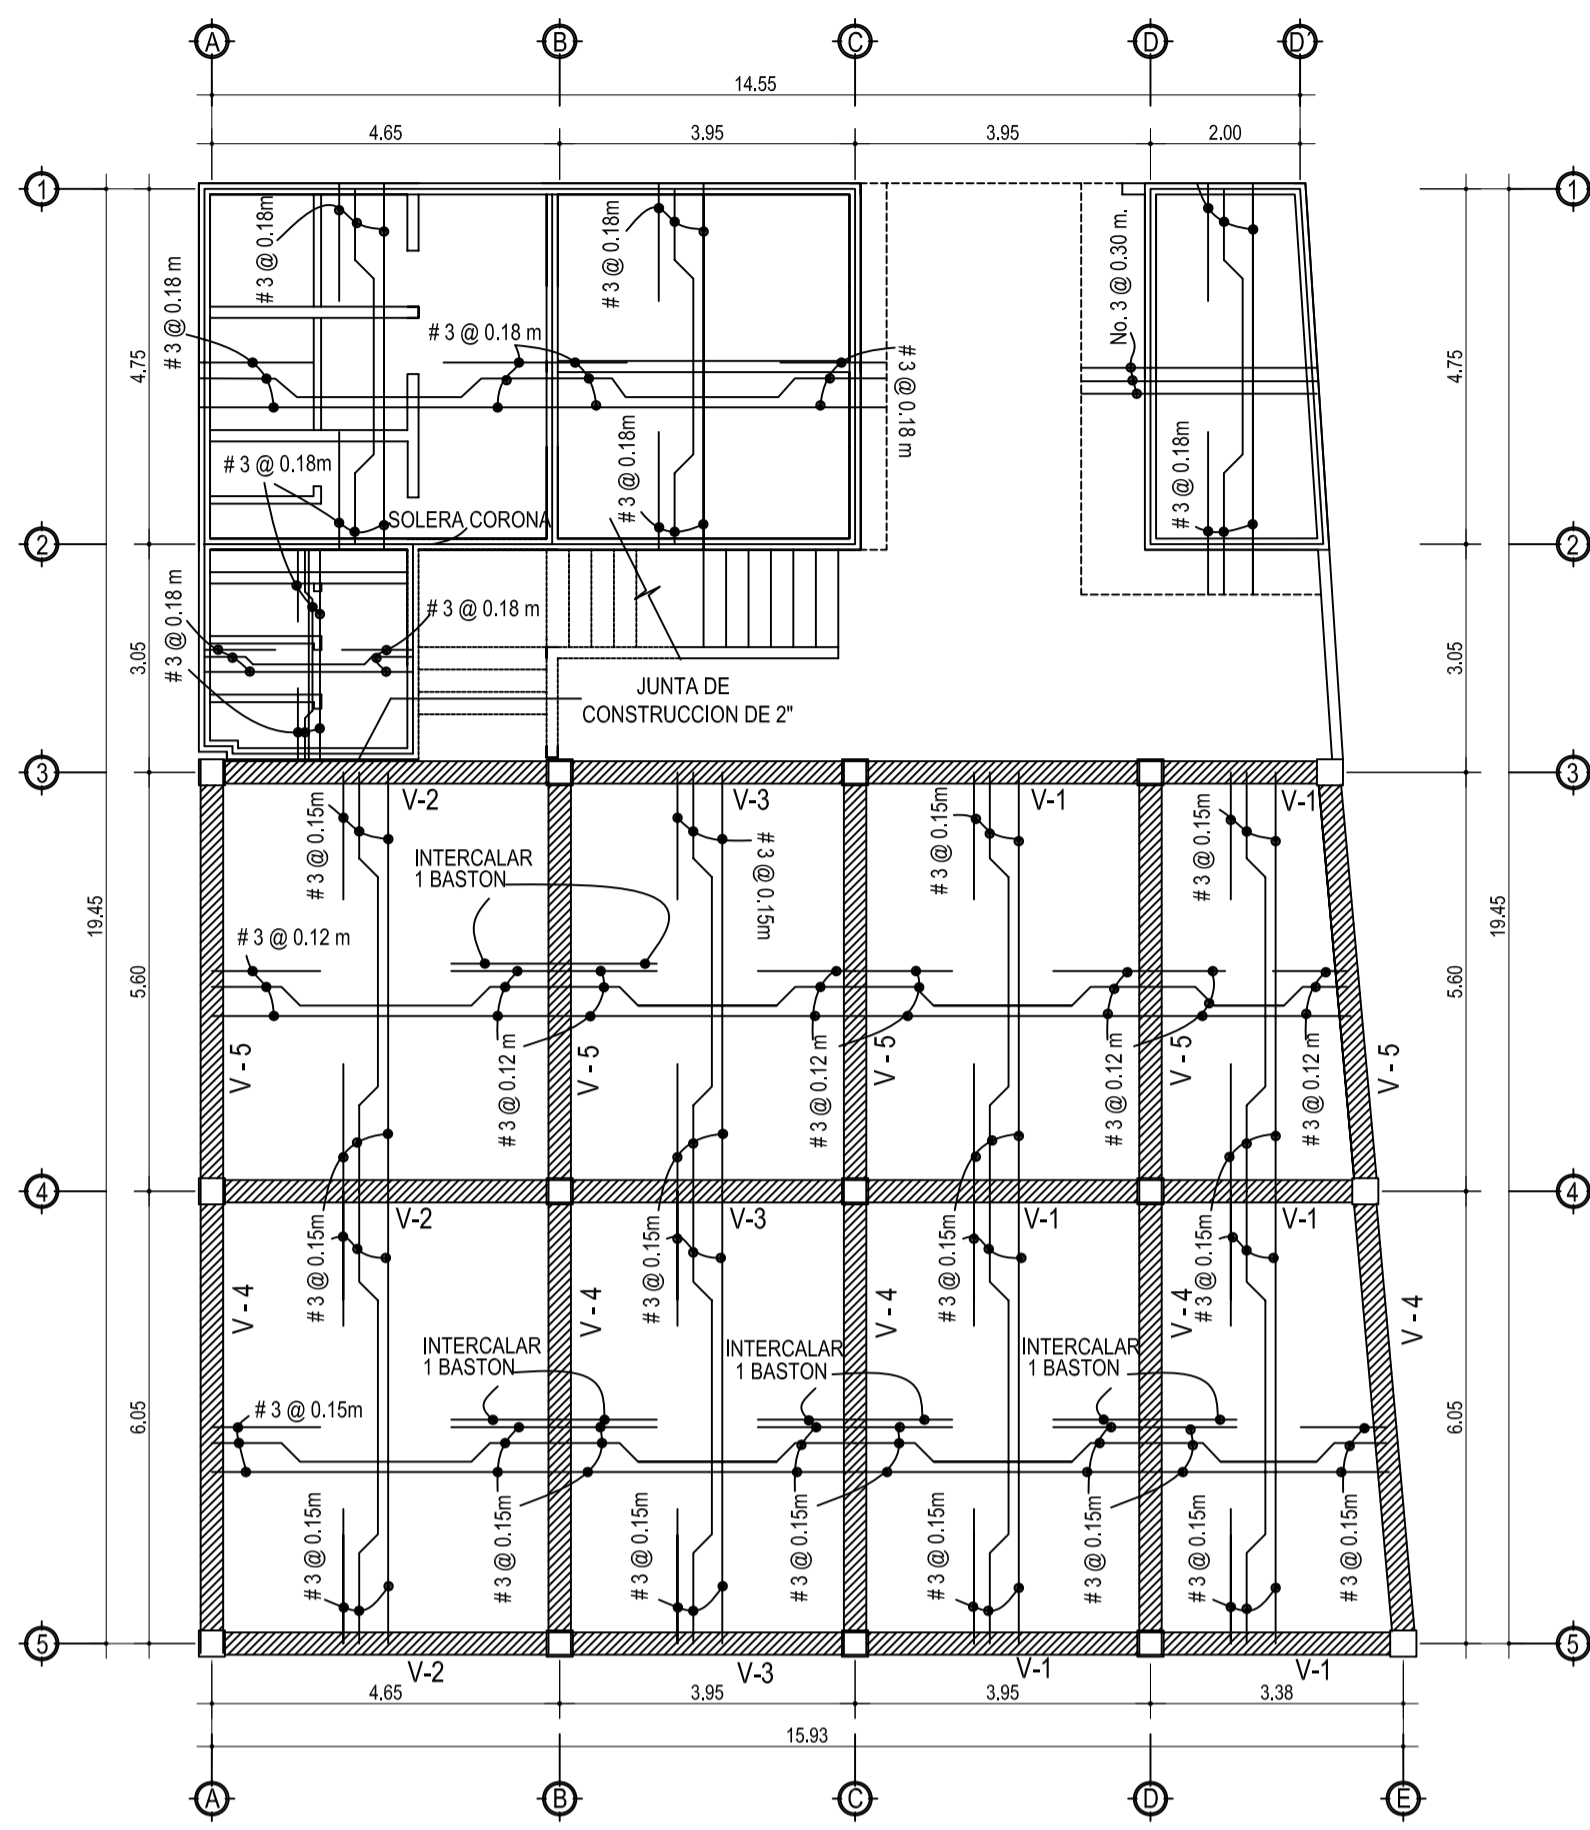 A
B
C
D
D´
14.55
4.65
3.95
3.95
2.00
1
1
# 3 @ 0.18m
# 3 @ 0.18m
No. 3 @ 0.30 m.
# 3 @ 0.18 m
# 3 @ 0.18 m
# 3 @ 0.18 m
4.75
4.75
# 3 @ 0.18m
# 3 @ 0.18m
# 3 @ 0.18m
SOLERA CORONA
2
2
# 3 @ 0.18 m
# 3 @ 0.18 m
3.05
3.05
JUNTA DE
CONSTRUCCION DE 2"
3
3
V-2
V-3
V-1
V-1
# 3 @ 0.15m
# 3 @ 0.15m
# 3 @ 0.15m
# 3 @ 0.15m
INTERCALAR
1 BASTON
19.45
19.45
# 3 @ 0.12 m
5.60
5.60
V - 5
V - 5
V - 5
V - 5
V - 5
# 3 @ 0.12 m
# 3 @ 0.12 m
# 3 @ 0.12 m
# 3 @ 0.12 m
4
4
V-2
V-3
V-1
V-1
# 3 @ 0.15m
# 3 @ 0.15m
# 3 @ 0.15m
# 3 @ 0.15m
V - 4
V - 4
V - 4
V - 4
V - 4
INTERCALAR
1 BASTON
INTERCALAR
1 BASTON
INTERCALAR
1 BASTON
# 3 @ 0.15m
6.05
6.05
# 3 @ 0.15m
# 3 @ 0.15m
# 3 @ 0.15m
# 3 @ 0.15m
# 3 @ 0.15m
# 3 @ 0.15m
# 3 @ 0.15m
# 3 @ 0.15m
5
5
V-2
V-3
V-1
V-1
4.65
3.95
3.95
3.38
15.93
A
B
C
D
E